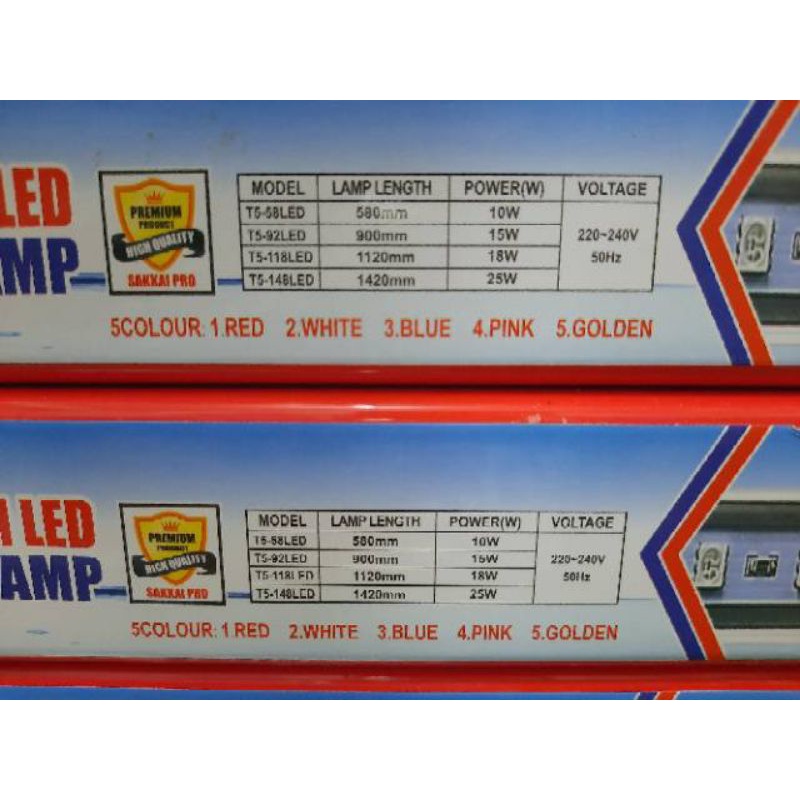 LED
AMP
PREMIUM
PRODUCT
HIGH QUALITY
SAKKAI PRO
MODEL LAMP LENGTH POWER(W) VOLTAGE
T5-58LED 580mm 10W
T5-92LED 900mm 15W 220~240V
T5-118LED 1120mm 18W 50Hz
T5-148LED 1420mm 25W
5COLOUR: 1.RED 2.WHITE 3.BLUE 4.PINK 5.GOLDEN
LED
AMP
PREMIUM
PRODUCT
HIGH QUALITY
SAKKAI PRO
MODEL LAMP LENGTH POWER(W) VOLTAGE
T5-58LED 580mm 10W
T5-92LED 900mm 15W 220~240V
T5-118LED 1120mm 18W 50Hz
T5-148LED 1420mm 25W
5COLOUR: 1.RED 2.WHITE 3.BLUE 4.PINK 5.GOLDEN